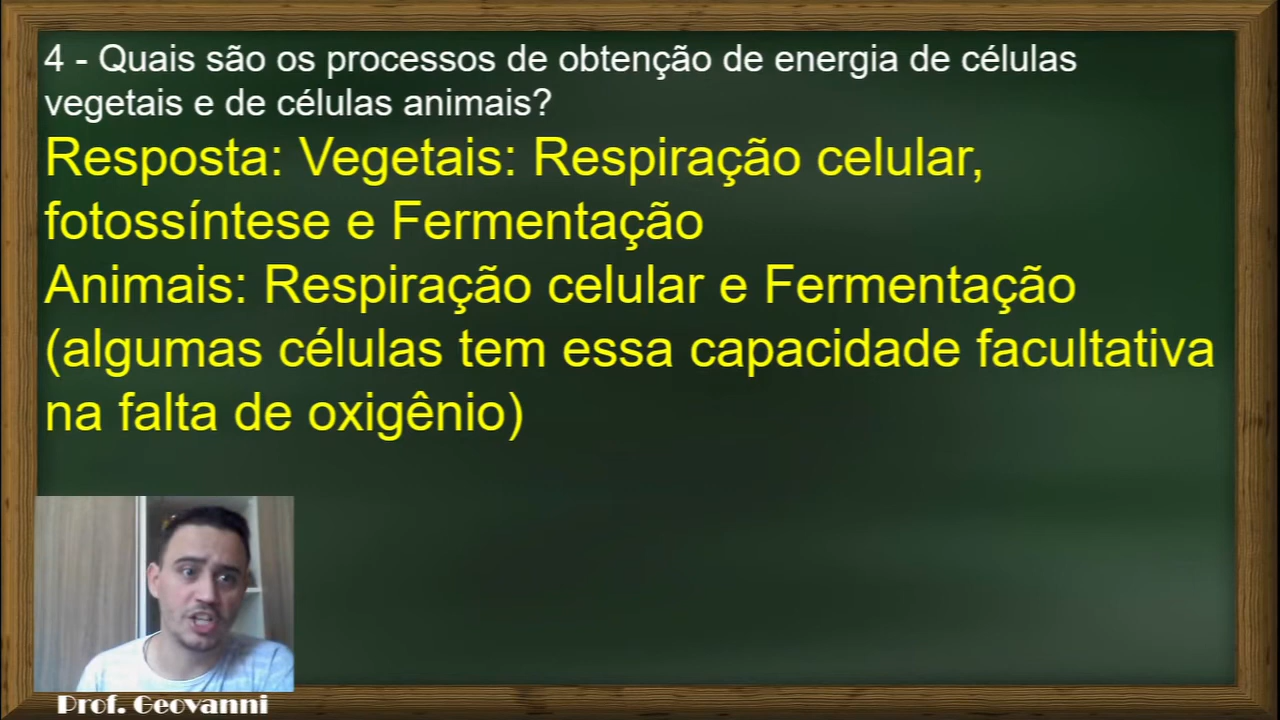 4 - Quais são os processos de obtenção de energia de células
vegetais e de células animais?
Resposta: Vegetais: Respiração celular,
fotossíntese e Fermentação
Animais: Respiração celular e Fermentação
(algumas células tem essa capacidade facultativa
na falta de oxigênio)
Prof. Geovanni